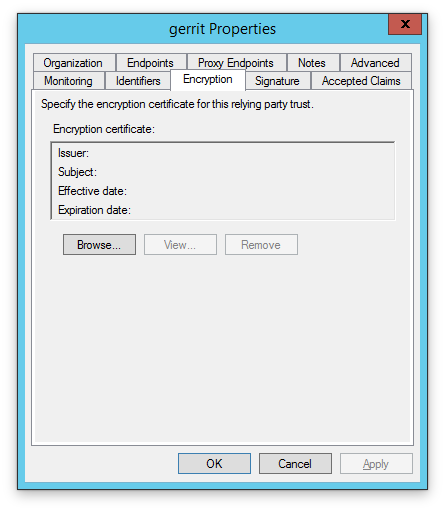 gerrit Properties
x
Organization Endpoints Proxy Endpoints Notes Advanced
Monitoring Identifiers Encryption Signature Accepted Claims
Specify the encryption certificate for this relying party trust.
Encryption certificate:
Issuer:
Subject:
Effective date:
Expiration date:
Browse... View... Remove
OK Cancel Apply